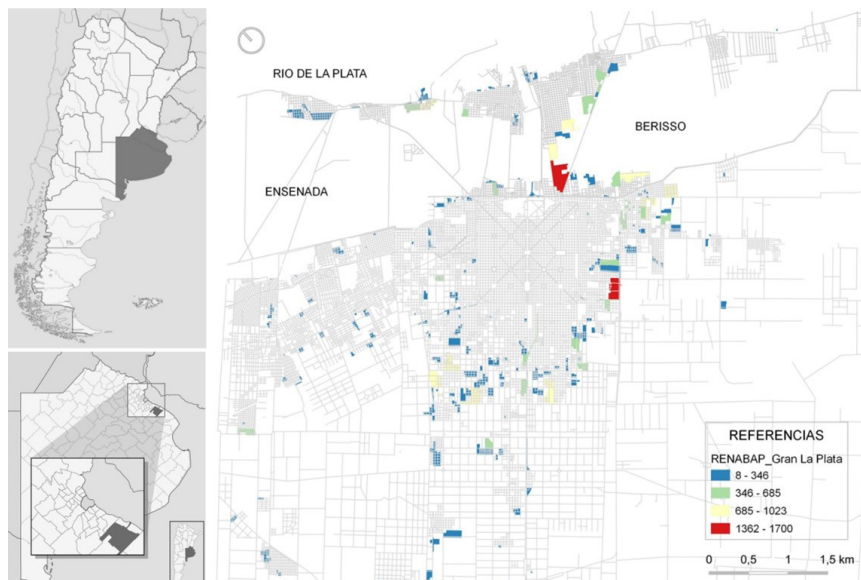 RIO DE LA PLATA
BERISSO
ENSENADA
REFERENCIAS
RENABAP_Gran La Plata
8 - 346
346 - 685
685 - 1023
1362 - 1700
0 0,5 1 1,5 km